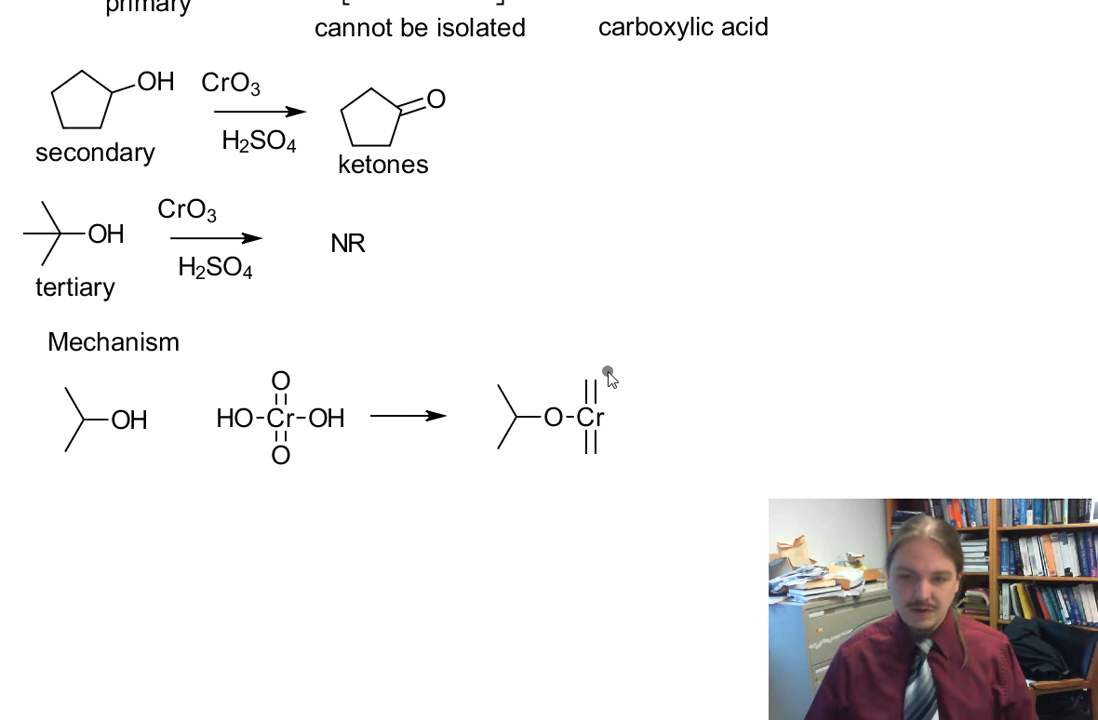 primary
cannot be isolated
carboxylic acid
OH
CrO3
H2SO4
O
secondary
ketones
OH
CrO3
H2SO4
NR
tertiary
Mechanism
OH
O
HO-Cr-OH
O
O-Cr